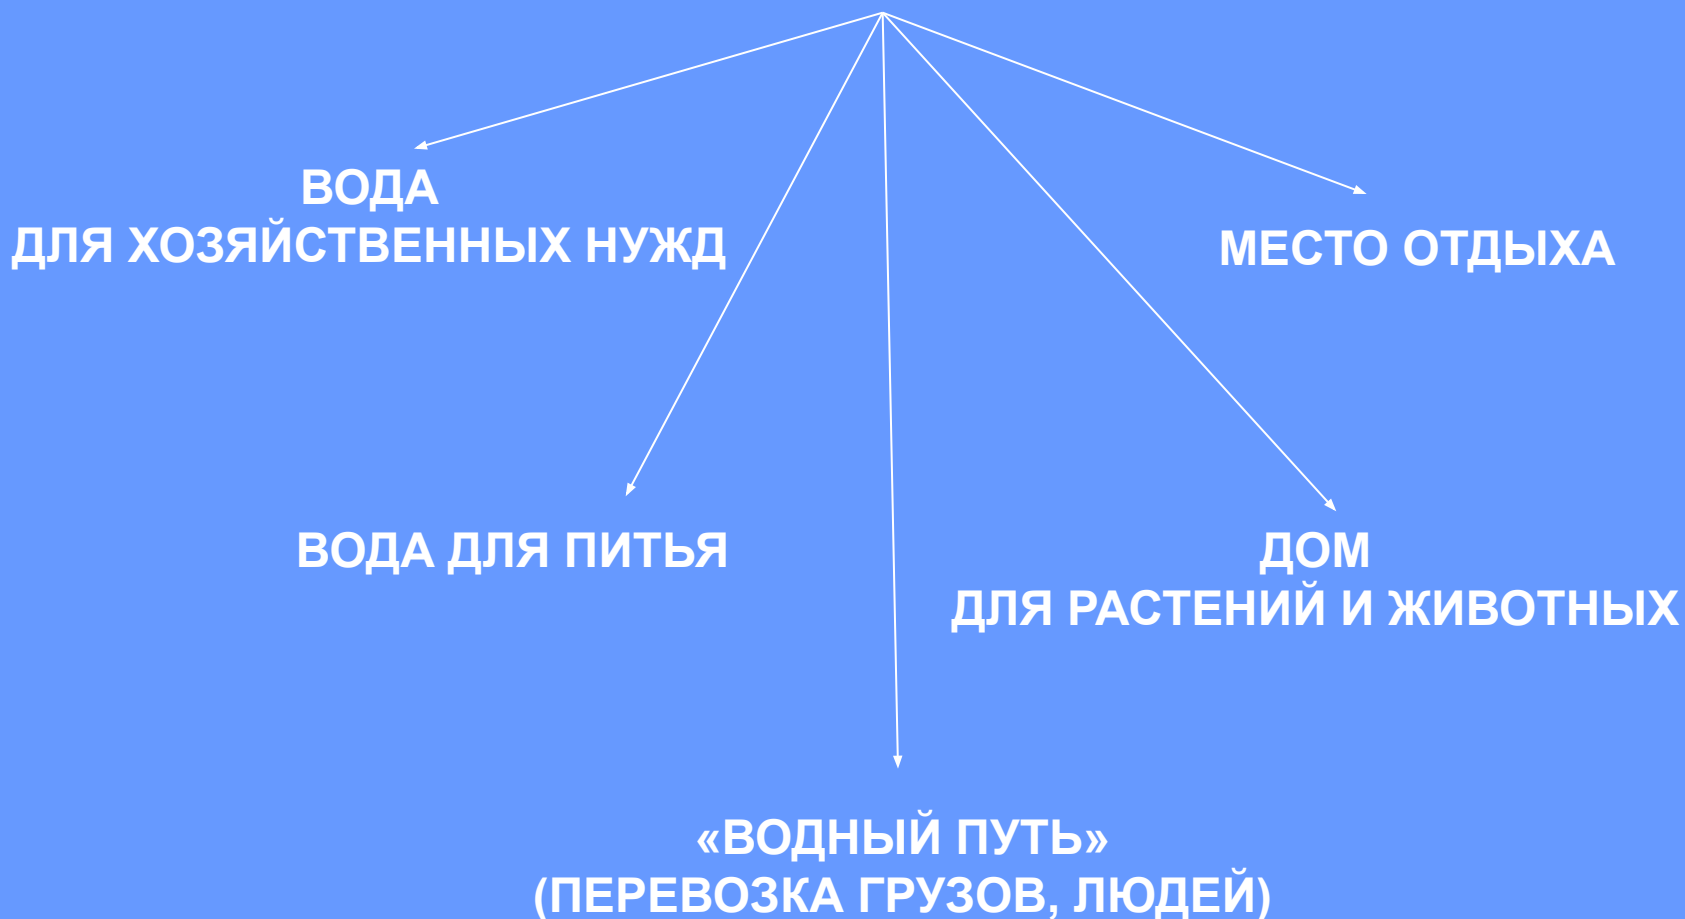 ВОДА
ДЛЯ ХОЗЯЙСТВЕННЫХ НУЖД
МЕСТО ОТДЫХА
ВОДА ДЛЯ ПИТЬЯ
ДОМ
ДЛЯ РАСТЕНИЙ И ЖИВОТНЫХ
«ВОДНЫЙ ПУТЬ»
(ПЕРЕВОЗКА ГРУЗОВ, ЛЮДЕЙ)